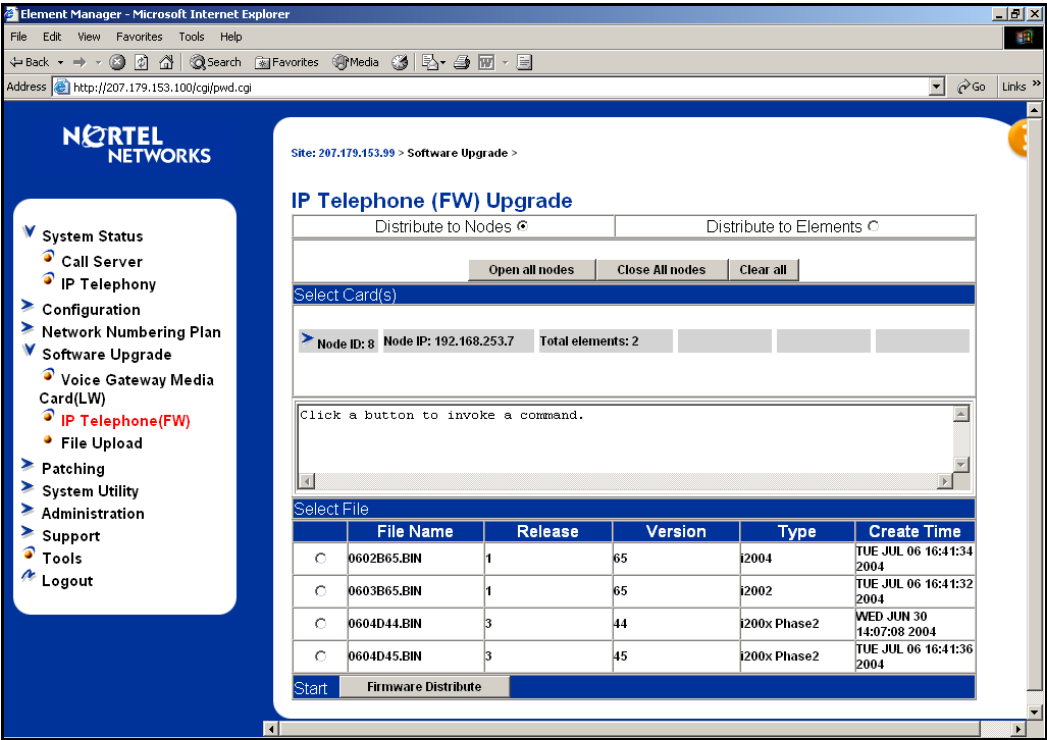 Element Manager - Microsoft Internet Explorer
File Edit View Favorites Tools Help
Back Search Favorites Media
Address http://207.179.153.100/cgi/pwd.cgi Go Links »
NORTEL
NETWORKS
Site: 207.179.153.99 > Software Upgrade >
System Status
Call Server
IP Telephony
Configuration
Network Numbering Plan
Software Upgrade
Voice Gateway Media
Card(LW)
IP Telephone(FW)
File Upload
Patching
System Utility
Administration
Support
Tools
Logout
IP Telephone (FW) Upgrade
Distribute to Nodes Distribute to Elements
Open all nodes Close All nodes Clear all
Select Card(s)
Node ID: 8 Node IP: 192.168.253.7 Total elements: 2
Click a button to invoke a command.
Select File
File Name Release Version Type Create Time
0602B65.BIN 1 65 i2004 TUE JUL 06 16:41:34
2004
0603B65.BIN 1 65 i2002 TUE JUL 06 16:41:32
2004
0604D44.BIN 3 44 i200x Phase2 WED JUN 30
14:07:08 2004
0604D45.BIN 3 45 i200x Phase2 TUE JUL 06 16:41:36
2004
Start Firmware Distribute